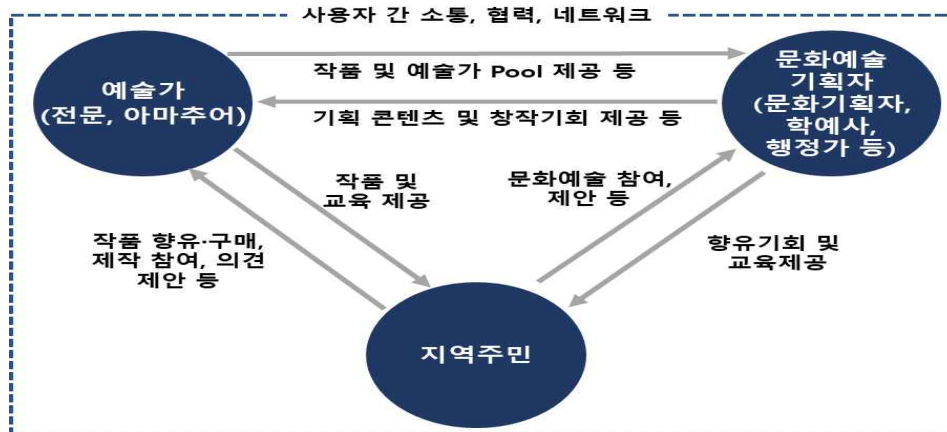 사용자 간 소통, 협력, 네트워크
예술가
(전문, 아마추어)
작품 및 예술가 Pool 제공 등
기획 콘텐츠 및 창작기회 제공 등
문화예술
기획자
(문화기획자,
학예사,
행정가 등)
작품 및
교육 제공
문화예술 참여,
제안 등
작품 향유·구매,
제작 참여, 의견
제안 등
향유기회 및
교육제공
지역주민